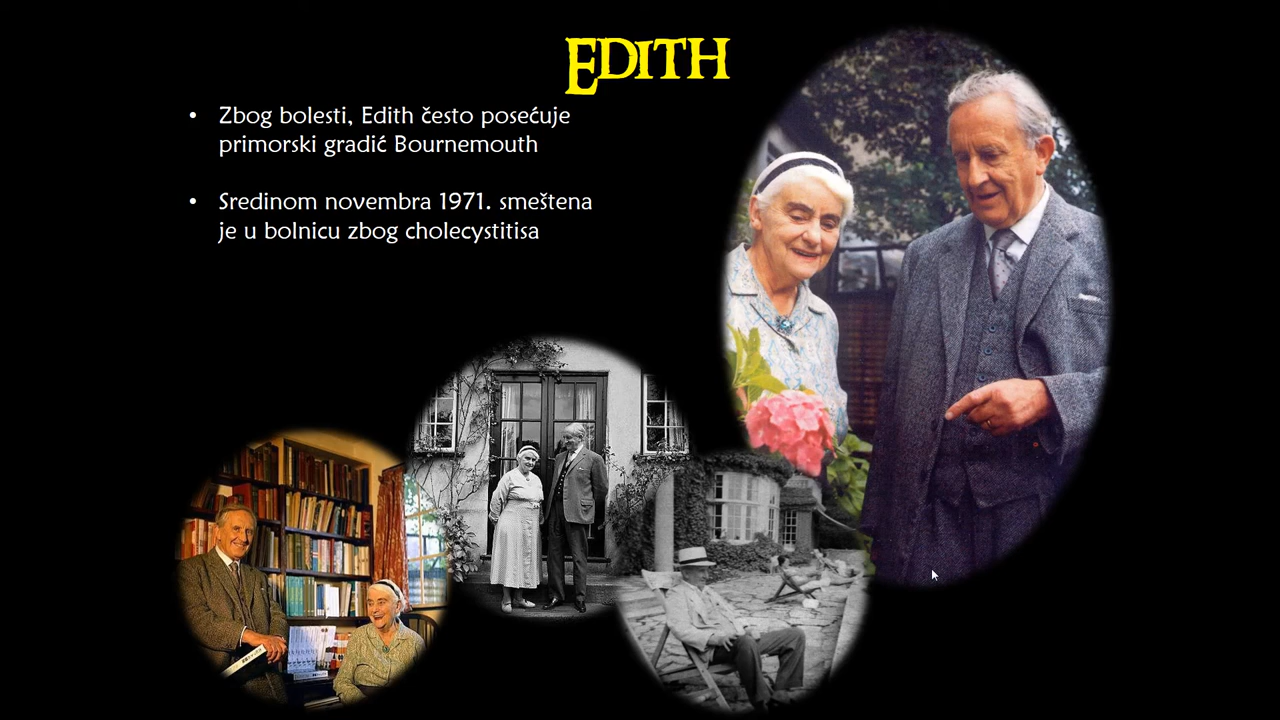 EDITH
• Zbog bolesti, Edith često posećuje
primorski gradić Bournemouth
• Sredinom novembra 1971. smeštena
je u bolnicu zbog cholecystitisa